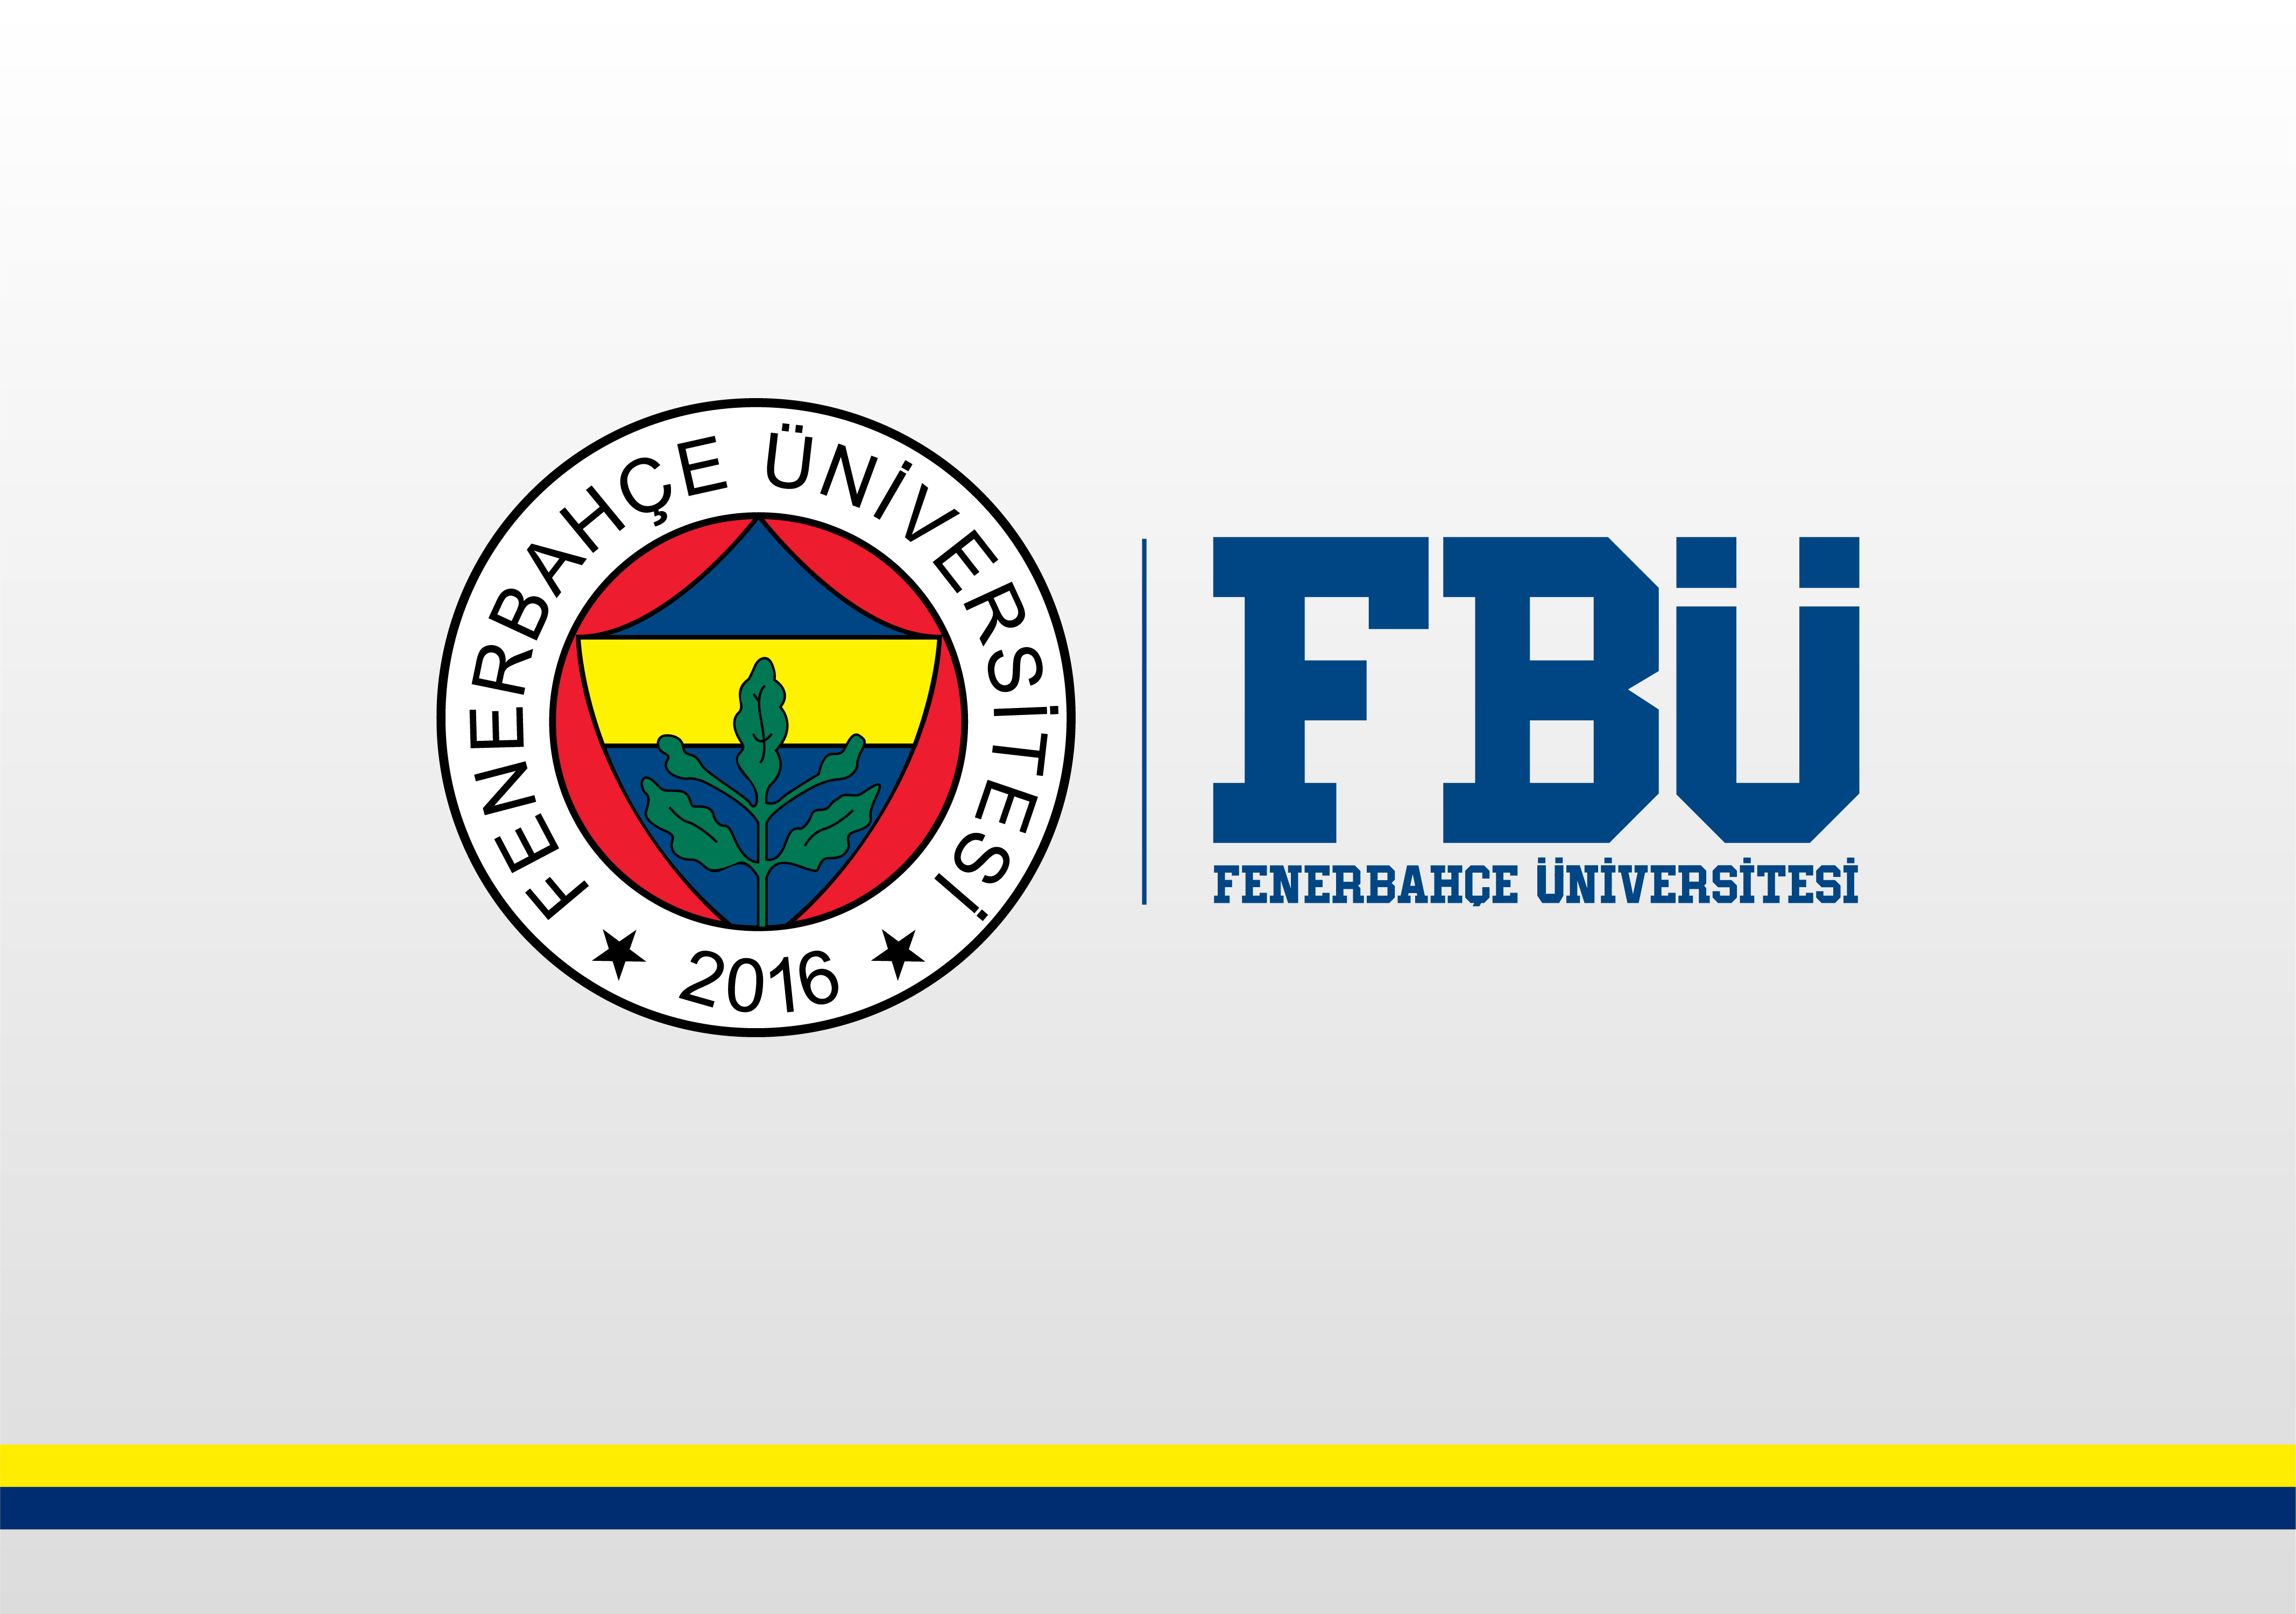 FENERBAHÇE ÜNİVERSİTESİ
★ 2016 ★
FBÜ
FENERBAHÇE ÜNİVERSİTESİ